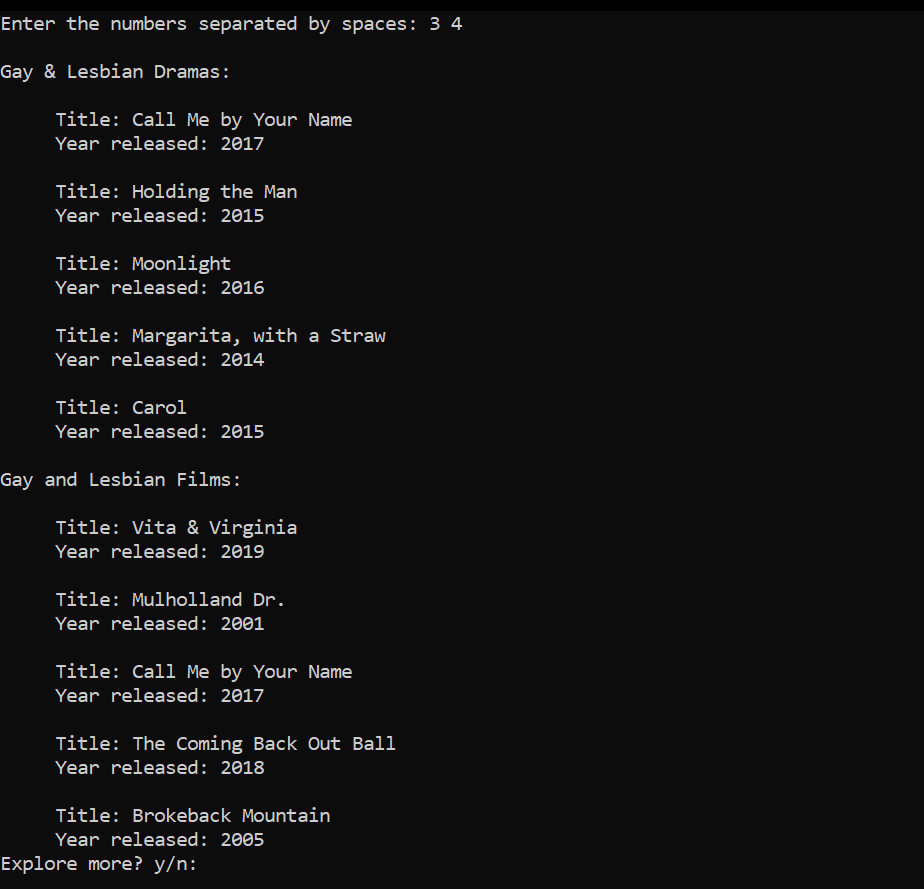 Enter the numbers separated by spaces: 3 4
Gay & Lesbian Dramas:
Title: Call Me by Your Name
Year released: 2017
Title: Holding the Man
Year released: 2015
Title: Moonlight
Year released: 2016
Title: Margarita, with a Straw
Year released: 2014
Title: Carol
Year released: 2015
Gay and Lesbian Films:
Title: Vita & Virginia
Year released: 2019
Title: Mulholland Dr.
Year released: 2001
Title: Call Me by Your Name
Year released: 2017
Title: The Coming Back Out Ball
Year released: 2018
Title: Brokeback Mountain
Year released: 2005
Explore more? y/n: